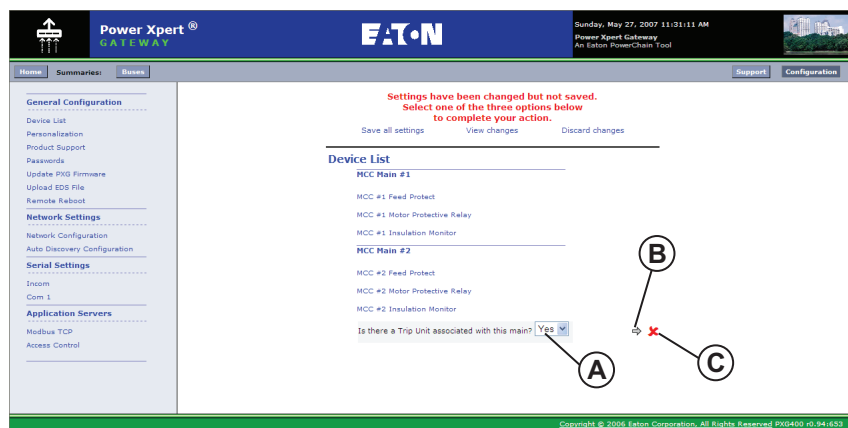 Power Xpert ®
GATEWAY
EATON
Sunday, May 27, 2007 11:31:11 AM
Power Xpert Gateway
An Eaton PowerChain Tool
Home Summaries: Buses Support Configuration
General Configuration
Device List
Personalization
Product Support
Passwords
Update PXG Firmware
Upload EDS File
Remote Reboot
Network Settings
Network Configuration
Auto Discovery Configuration
Serial Settings
Incom
Com 1
Application Servers
Modbus TCP
Access Control
Settings have been changed but not saved.
Select one of the three options below
to complete your action.
Save all settings View changes Discard changes
Device List
MCC Main #1
MCC #1 Feed Protect
MCC #1 Motor Protective Relay
MCC #1 Insulation Monitor
MCC Main #2
MCC #2 Feed Protect
MCC #2 Motor Protective Relay
MCC #2 Insulation Monitor
Is there a Trip Unit associated with this main? Yes
B
A
C
Copyright © 2006 Eaton Corporation, All Rights Reserved PXG400 r0.94:653